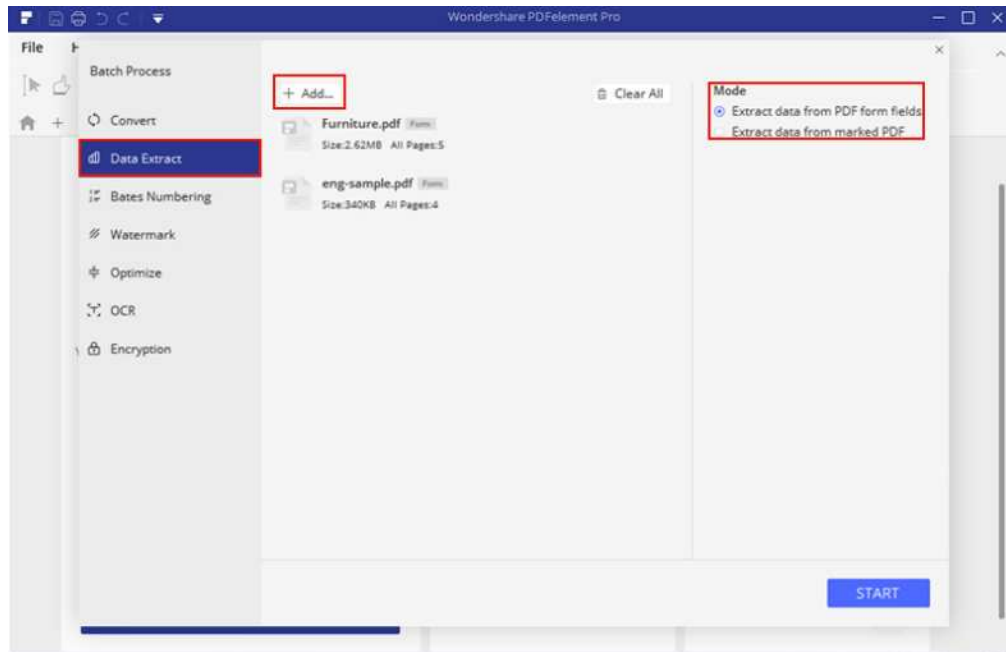 Wondershare PDFelement Pro
File
Batch Process
Convert
Data Extract
Bates Numbering
Watermark
Optimize
OCR
Encryption
+ Add...
Clear All
Furniture.pdf Form
Size:2.62MB All Pages:5
eng-sample.pdf Form
Size:340KB All Pages:4
Mode
Extract data from PDF form fields
Extract data from marked PDF
START